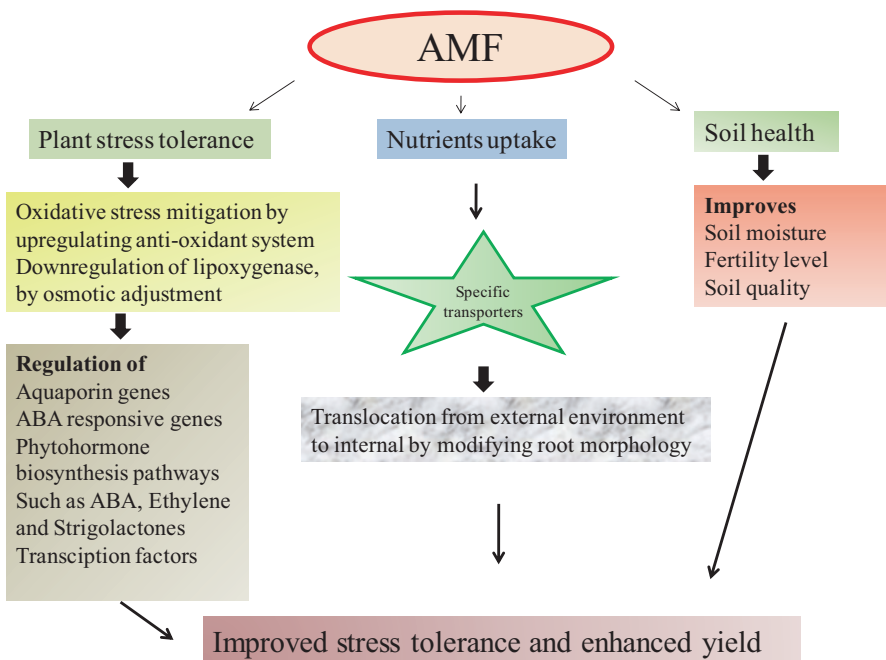 AMF
Plant stress tolerance
Nutrients uptake
Soil health
Oxidative stress mitigation by
upregulating anti-oxidant system
Downregulation of lipoxygenase,
by osmotic adjustment
Specific
transporters
Improves
Soil moisture
Fertility level
Soil quality
Regulation of
Aquaporin genes
ABA responsive genes
Phytohormone
biosynthesis pathways
Such as ABA, Ethylene
and Strigolactones
Transciption factors
Translocation from external environment
to internal by modifying root morphology
Improved stress tolerance and enhanced yield